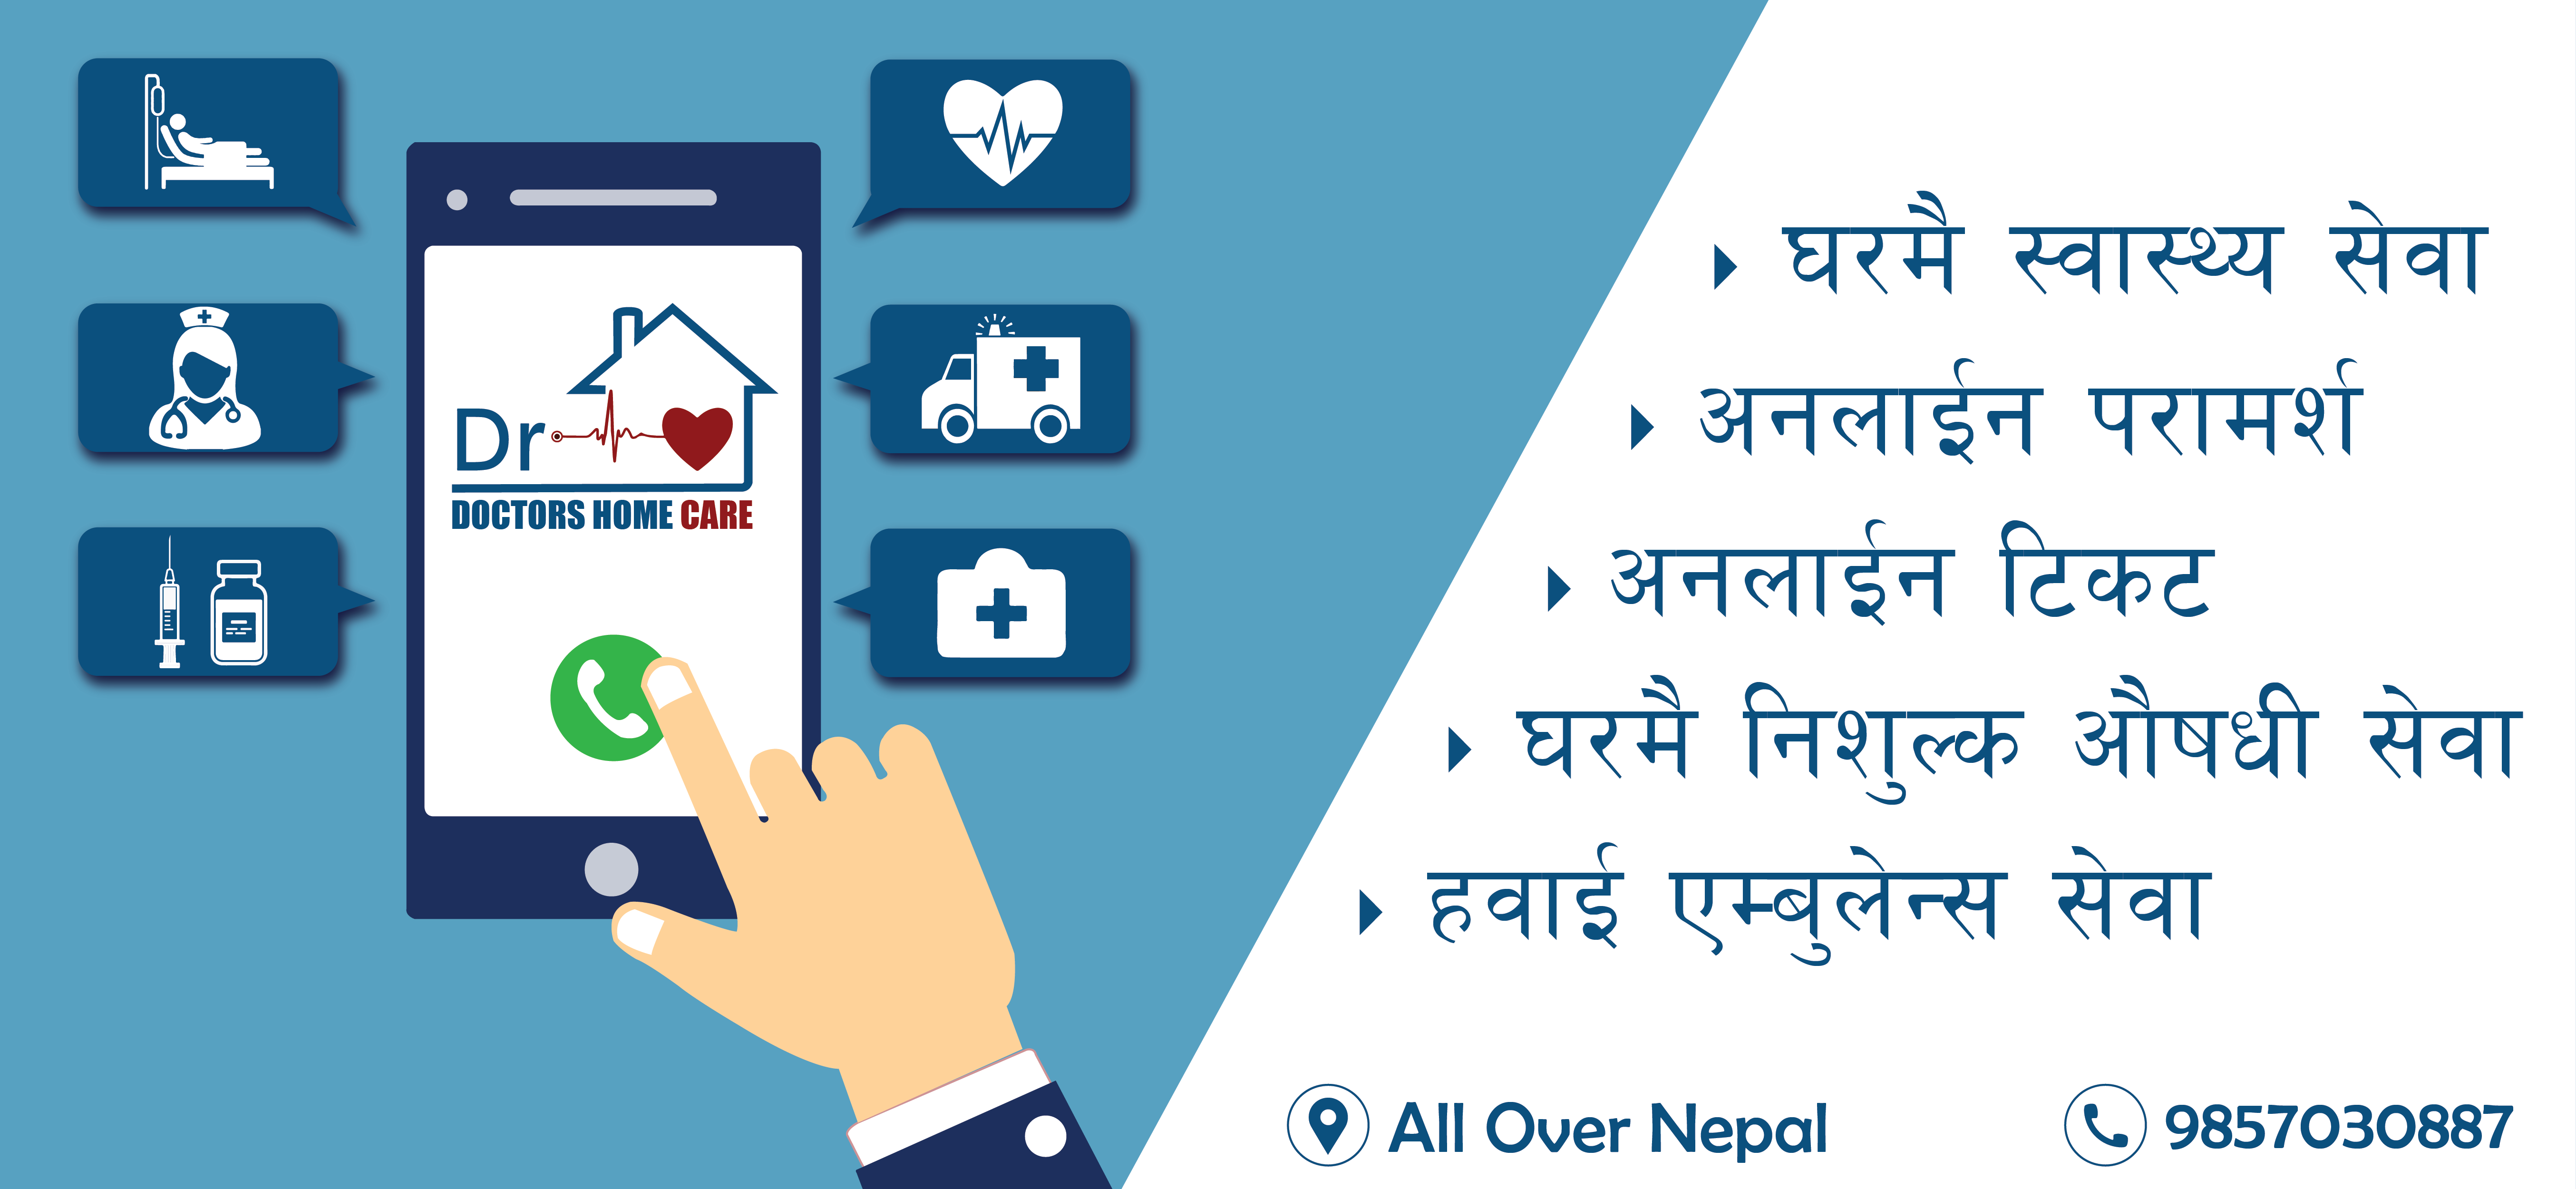 Dr
DOCTORS HOME CARE
घरमै स्वास्थ्य सेवा
अनलाईन परामर्श
अनलाईन टिकट
घरमै निशुल्क औषधी सेवा
हवाई एम्बुलेन्स सेवा
All Over Nepal
9857030887